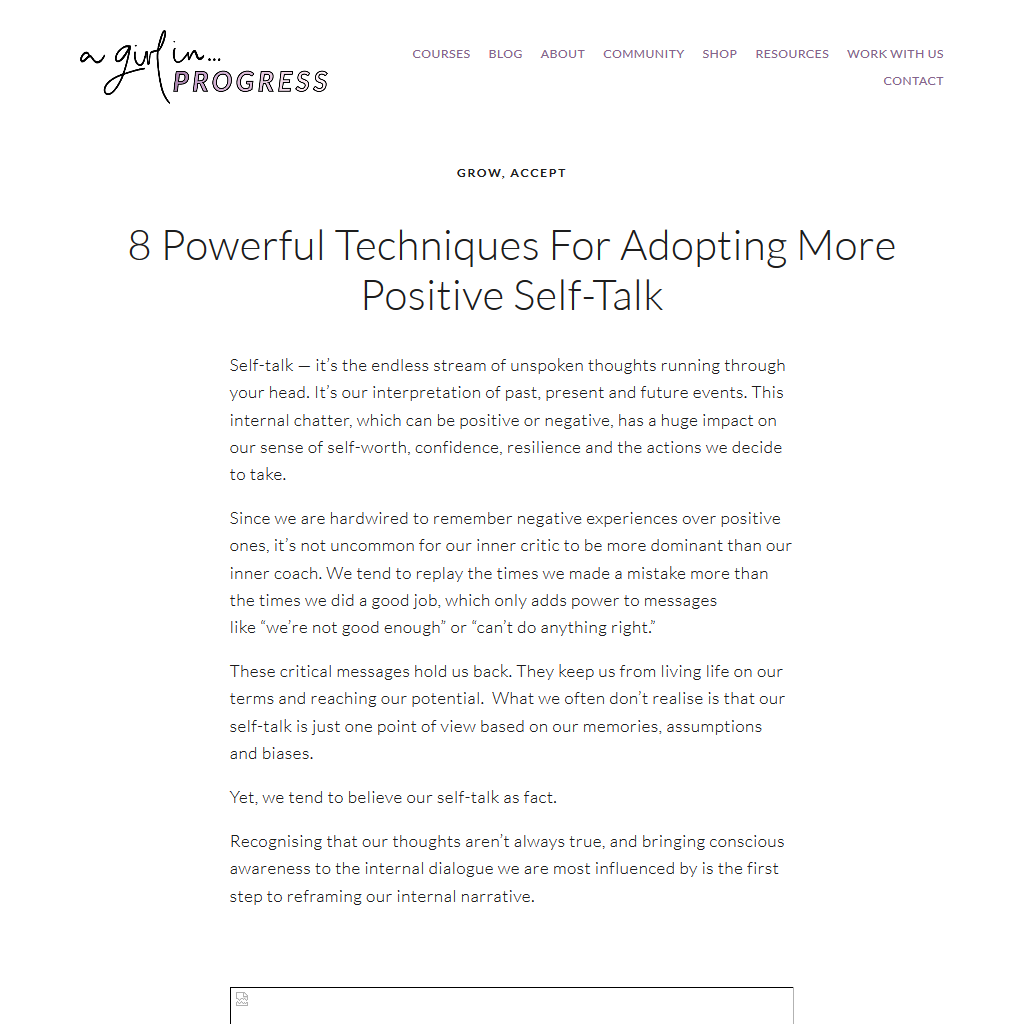 a girl in...
PROGRESS
COURSES BLOG ABOUT COMMUNITY SHOP RESOURCES WORK WITH US
CONTACT
GROW, ACCEPT
8 Powerful Techniques For Adopting More
Positive Self-Talk
Self-talk — it’s the endless stream of unspoken thoughts running through
your head. It’s our interpretation of past, present and future events. This
internal chatter, which can be positive or negative, has a huge impact on
our sense of self-worth, confidence, resilience and the actions we decide
to take.
Since we are hardwired to remember negative experiences over positive
ones, it’s not uncommon for our inner critic to be more dominant than our
inner coach. We tend to replay the times we made a mistake more than
the times we did a good job, which only adds power to messages
like “we’re not good enough” or “can’t do anything right.”
These critical messages hold us back. They keep us from living life on our
terms and reaching our potential.  What we often don’t realise is that our
self-talk is just one point of view based on our memories, assumptions
and biases.
Yet, we tend to believe our self-talk as fact.
Recognising that our thoughts aren’t always true, and bringing conscious
awareness to the internal dialogue we are most influenced by is the first
step to reframing our internal narrative.